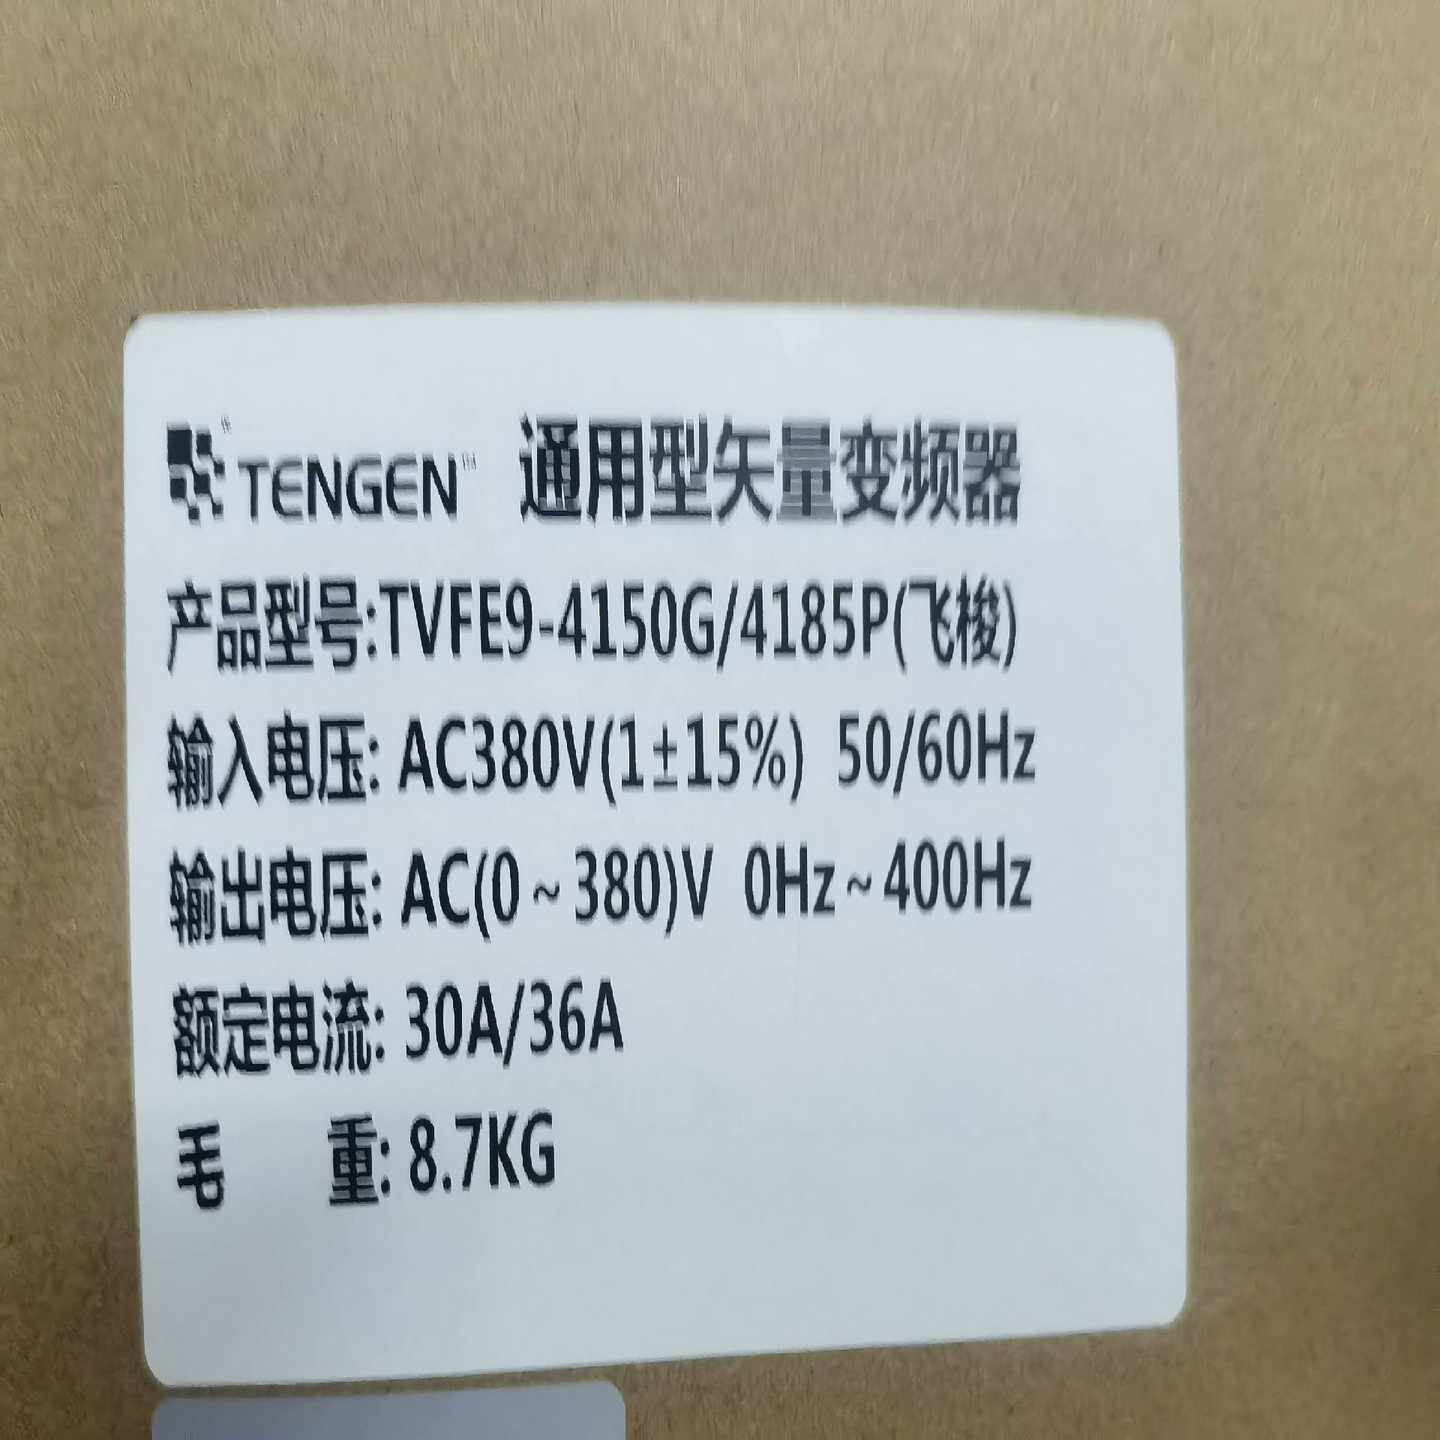 TENGEN 通用型矢量变频器
产品型号:TVFE9-4150G/4185P(飞梭)
输入电压: AC380V(1±15%) 50/60Hz
输出电压: AC(0~380)V 0Hz~400Hz
额定电流: 30A/36A
毛 重: 8.7KG